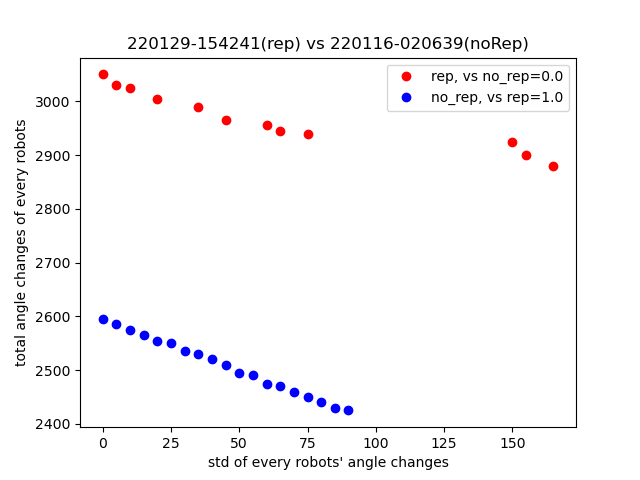 220129-154241(rep) vs 220116-020639(noRep)
rep, vs no_rep=0.0
no_rep, vs rep=1.0
total angle changes of every robots
3000
2900
2800
2700
2600
2500
2400
0 25 50 75 100 125 150
std of every robots' angle changes